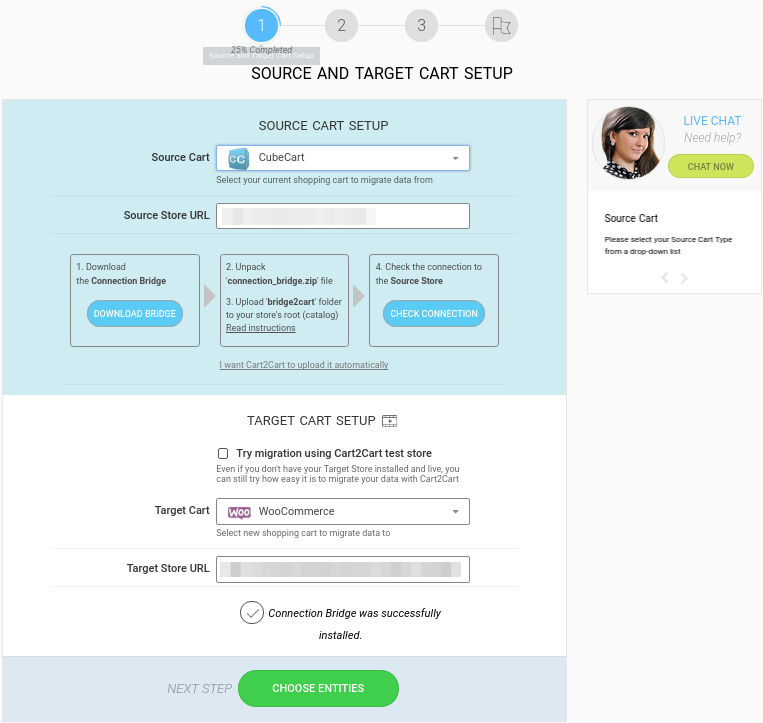 1
2
3
25% Completed
Source and Target Cart Setup
SOURCE AND TARGET CART SETUP
SOURCE CART SETUP
Source Cart
CC CubeCart
Select your current shopping cart to migrate data from
Source Store URL
1. Download
the Connection Bridge
DOWNLOAD BRIDGE
2. Unpack
'connection_bridge.zip' file
3. Upload 'bridge2cart' folder
to your store's root (catalog)
Read instructions
4. Check the connection to
the Source Store
CHECK CONNECTION
I want Cart2Cart to upload it automatically
TARGET CART SETUP
Try migration using Cart2Cart test store
Even if you don't have your Target Store installed and live, you
can still try how easy it is to migrate your data with Cart2Cart
Target Cart
Woo WooCommerce
Select new shopping cart to migrate data to
Target Store URL
Connection Bridge was successfully
installed.
NEXT STEP
CHOOSE ENTITIES
LIVE CHAT
Need help?
CHAT NOW
Source Cart
Please select your Source Cart Type
from a drop-down list